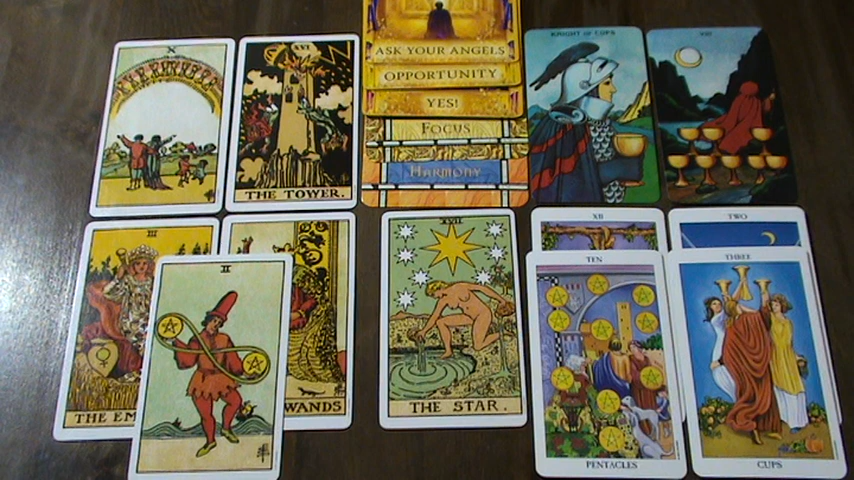 X
XVI
THE TOWER.
ASK YOUR ANGELS
OPPORTUNITY
YES!
FOCUS
HARMONY
KNIGHT OF CUPS
VIII
III
THE EM
WANDS
II
XVII
THE STAR.
XII
TWO
TEN
PENTACLES
THREE
CUPS